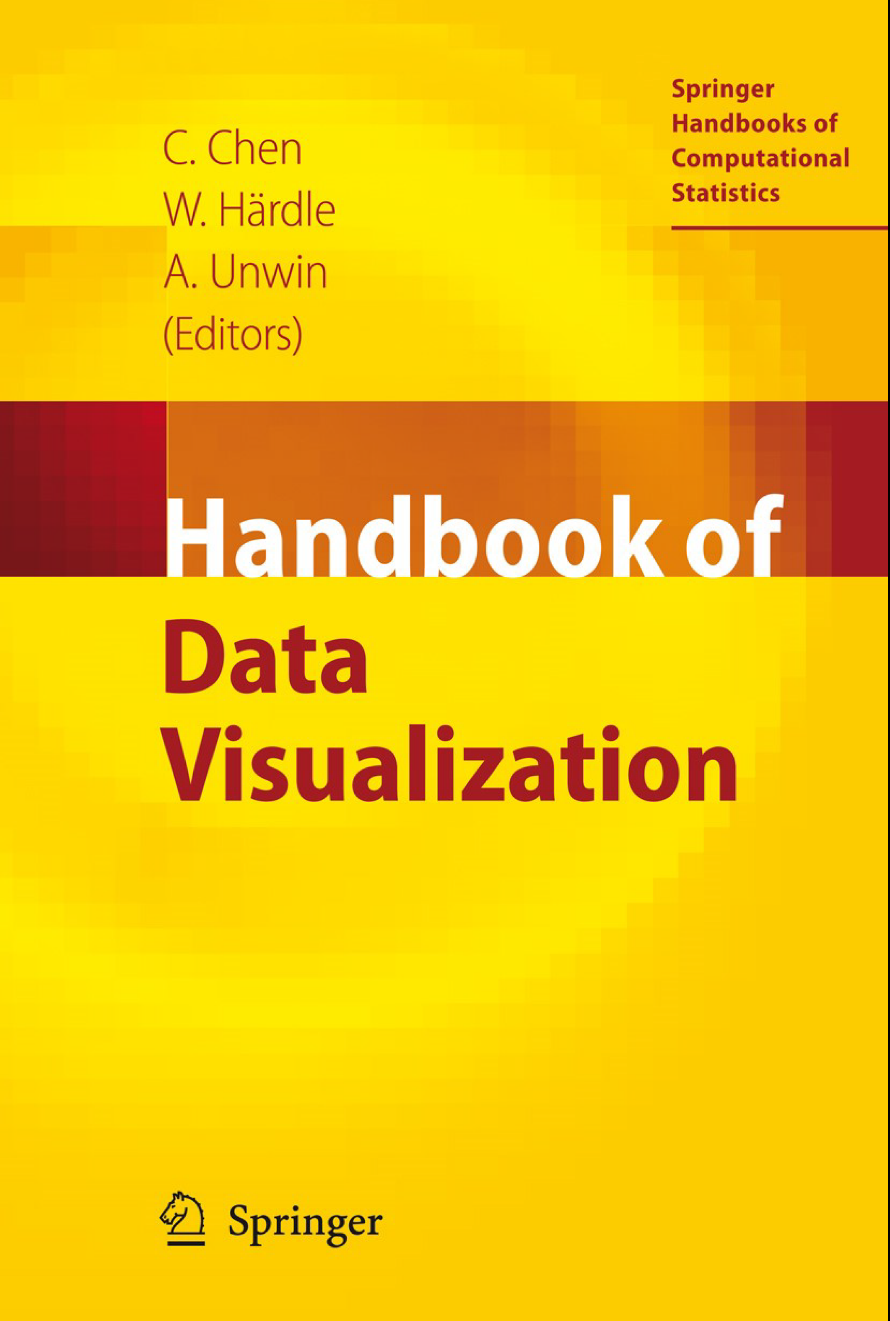 C. Chen
W. Härdle
A. Unwin
(Editors)
Springer
Handbooks of
Computational
Statistics
Handbook of
Data
Visualization
Springer